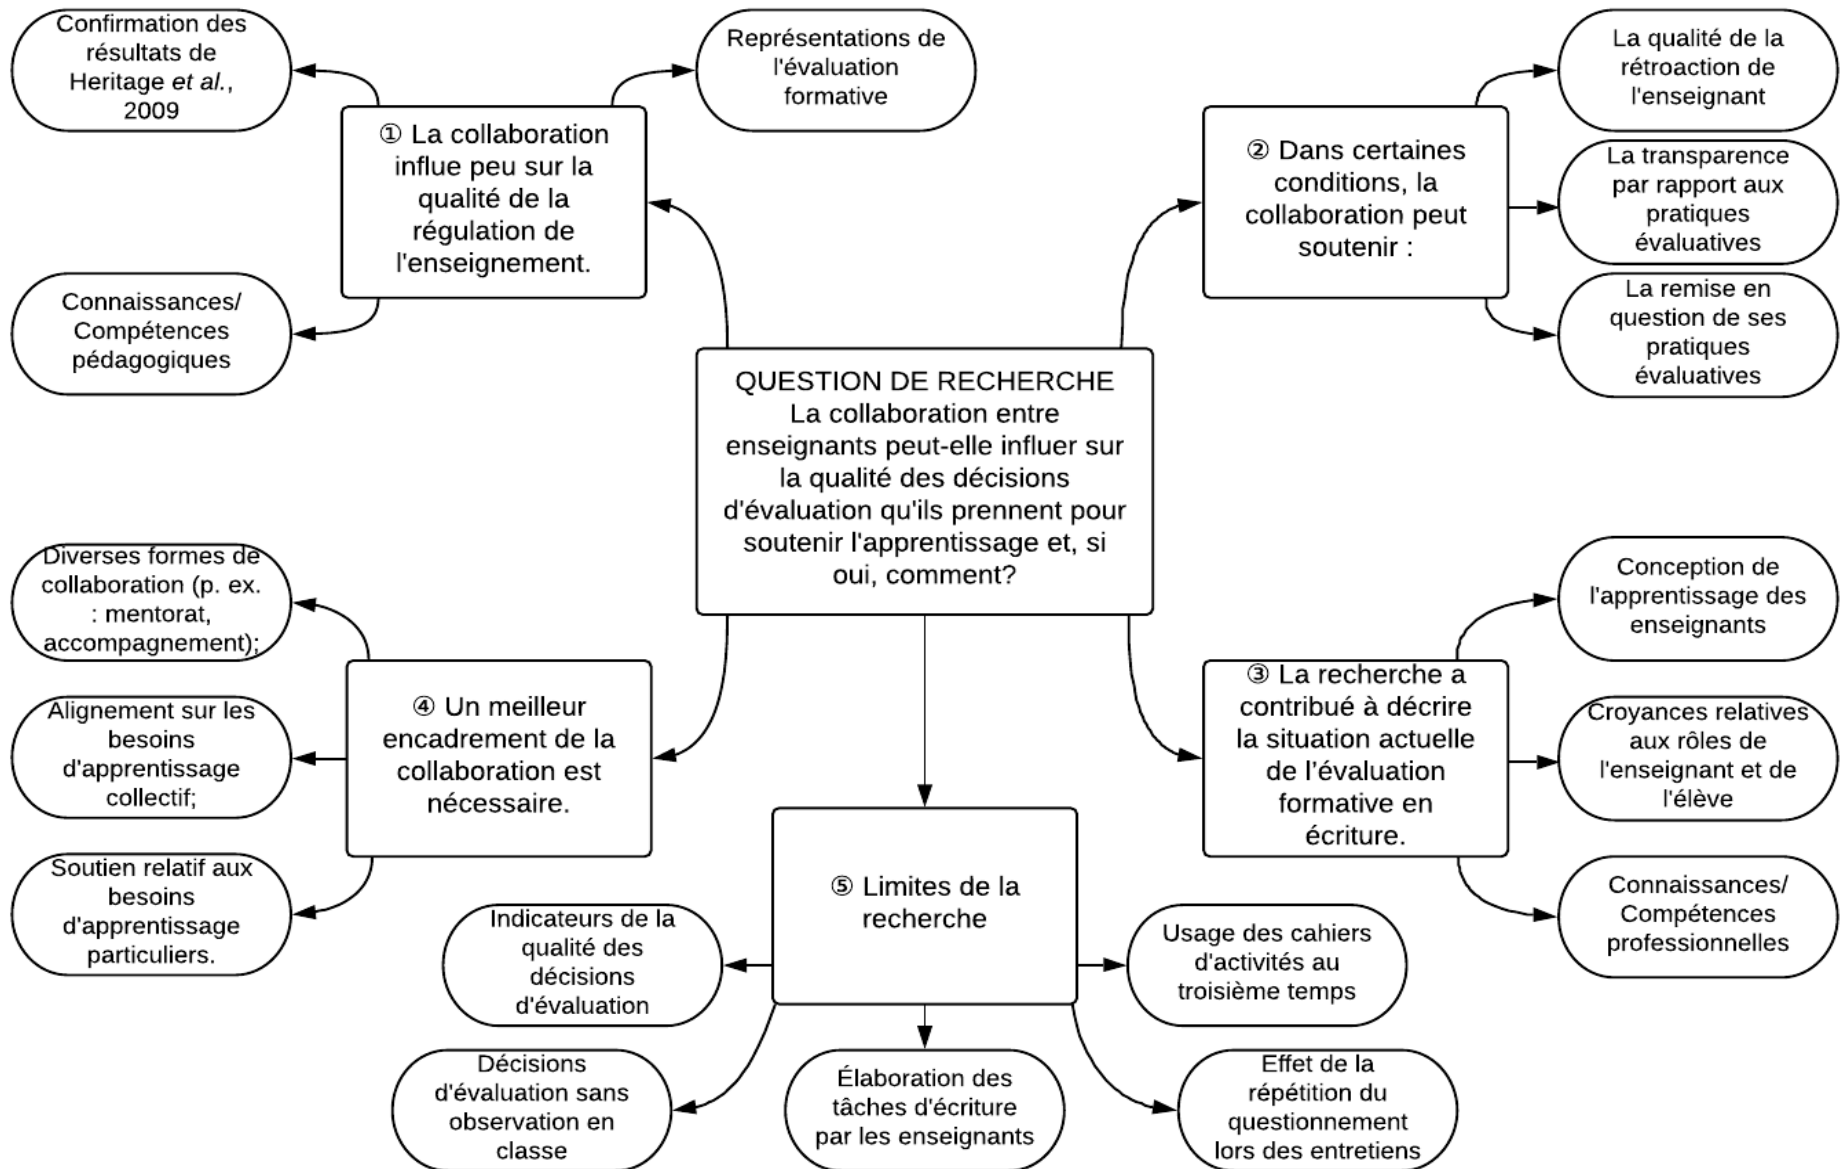 Confirmation des
résultats de
Heritage et al.,
2009
Représentations de
l'évaluation
formative
① La collaboration
influe peu sur la
qualité de la
régulation de
l'enseignement.
Connaissances/
Compétences
pédagogiques
② Dans certaines
conditions, la
collaboration peut
soutenir :
La qualité de la
rétroaction de
l'enseignant
La transparence
par rapport aux
pratiques
évaluatives
La remise en
question de ses
pratiques
évaluatives
QUESTION DE RECHERCHE
La collaboration entre
enseignants peut-elle influer sur
la qualité des décisions
d'évaluation qu'ils prennent pour
soutenir l'apprentissage et, si
oui, comment?
Diverses formes de
collaboration (p. ex.
: mentorat,
accompagnement);
Alignement sur les
besoins
d'apprentissage
collectif;
Soutien relatif aux
besoins
d'apprentissage
particuliers.
④ Un meilleur
encadrement de la
collaboration est
nécessaire.
③ La recherche a
contribué à décrire
la situation actuelle
de l'évaluation
formative en
écriture.
Conception de
l'apprentissage des
enseignants
Croyances relatives
aux rôles de
l'enseignant et de
l'élève
Connaissances/
Compétences
professionnelles
⑤ Limites de la
recherche
Indicateurs de la
qualité des
décisions
d'évaluation
Usage des cahiers
d'activités au
troisième temps
Décisions
d'évaluation sans
observation en
classe
Élaboration des
tâches d'écriture
par les enseignants
Effet de la
répétition du
questionnement
lors des entretiens